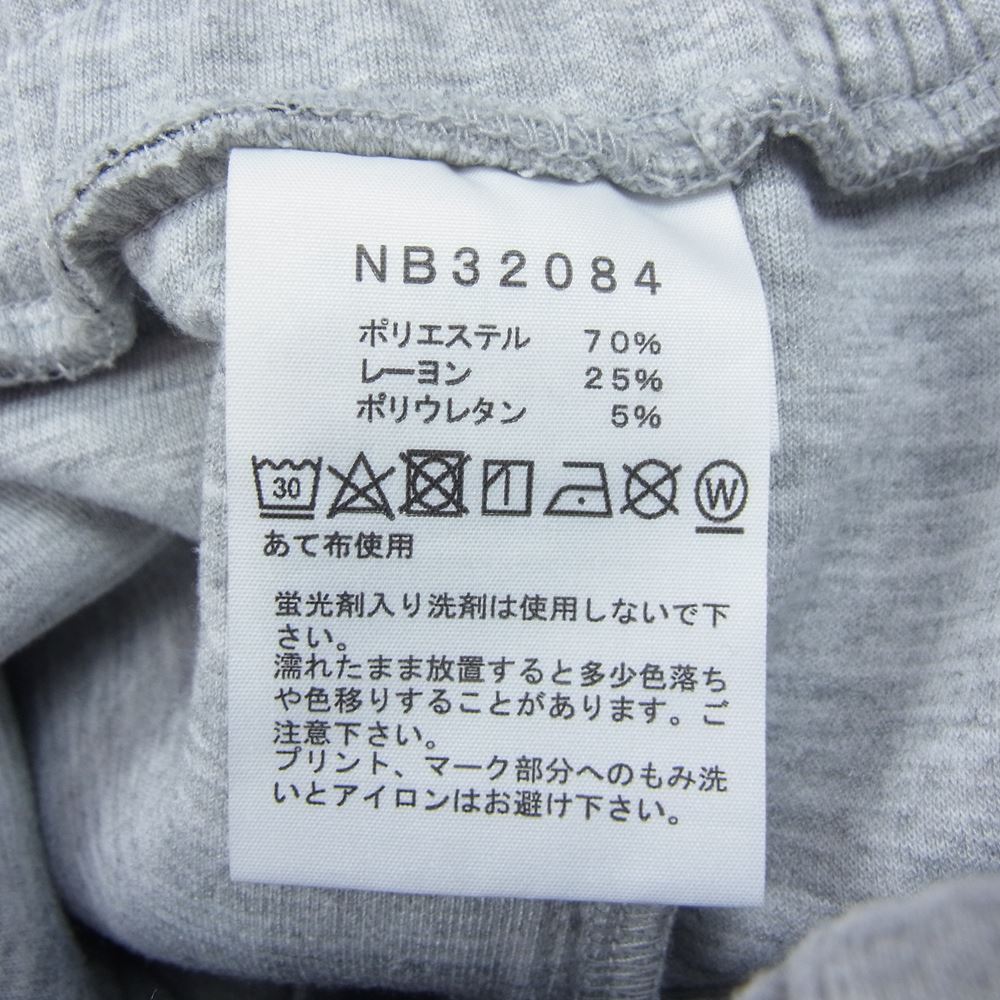 NB32084
ポリエステル 70%
レーヨン 25%
ポリウレタン 5%
30 W
あて布使用
蛍光剤入り洗剤は使用しないで下
さい。
濡れたまま放置すると多少色落ち
や色移りすることがあります。ご
注意下さい。
プリント、マーク部分へのもみ洗
いとアイロンはお避け下さい。